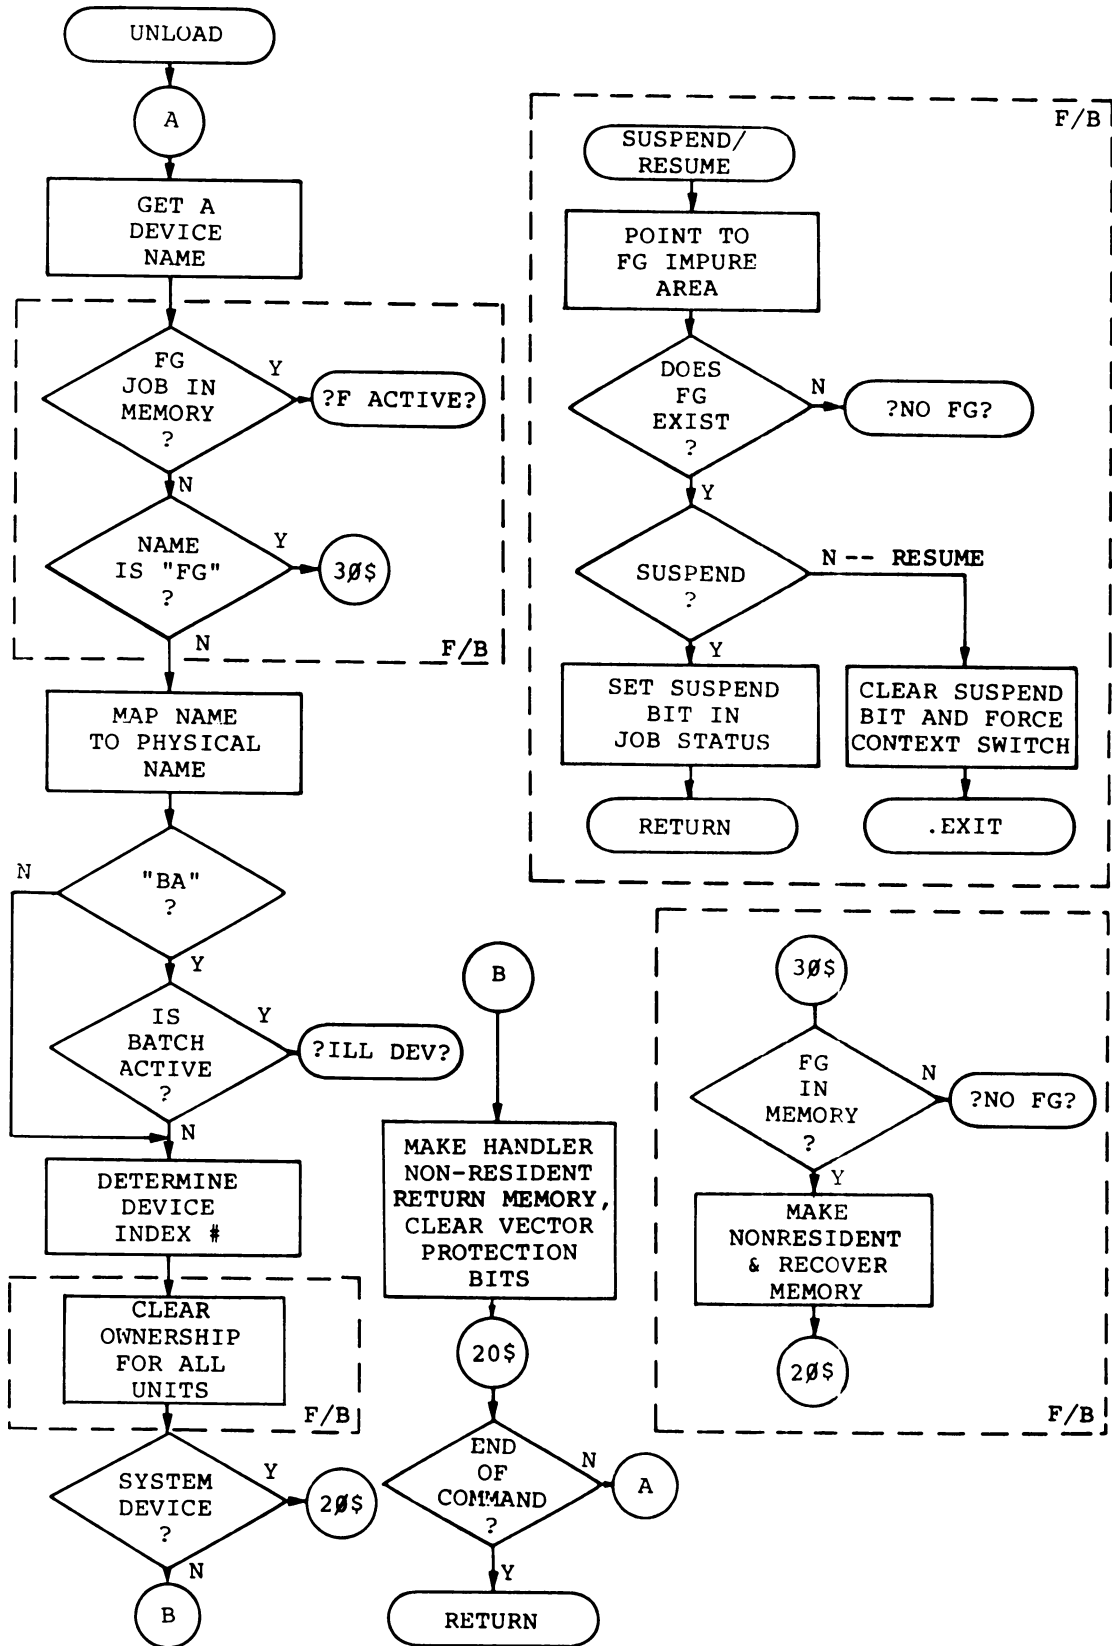 UNLOAD
A
GET A
DEVICE
NAME
FG
JOB IN
MEMORY
?
Y
?F ACTIVE?
N
NAME
IS "FG"
?
Y
3Ø$
N
F/B
MAP NAME
TO PHYSICAL
NAME
"BA"
?
N
Y
IS
BATCH
ACTIVE
?
Y
?ILL DEV?
N
DETERMINE
DEVICE
INDEX #
CLEAR
OWNERSHIP
FOR ALL
UNITS
F/B
SYSTEM
DEVICE
?
Y
2Ø$
N
B
B
MAKE HANDLER
NON-RESIDENT
RETURN MEMORY,
CLEAR VECTOR
PROTECTION
BITS
20$
END
OF
COMMAND
?
N
A
Y
RETURN
F/B
SUSPEND/
RESUME
POINT TO
FG IMPURE
AREA
DOES
FG
EXIST
?
N
?NO FG?
Y
SUSPEND
?
N -- RESUME
Y
SET SUSPEND
BIT IN
JOB STATUS
RETURN
CLEAR SUSPEND
BIT AND FORCE
CONTEXT SWITCH
.EXIT
3Ø$
FG
IN
MEMORY
?
N
?NO FG?
Y
MAKE
NONRESIDENT
& RECOVER
MEMORY
2Ø$
F/B